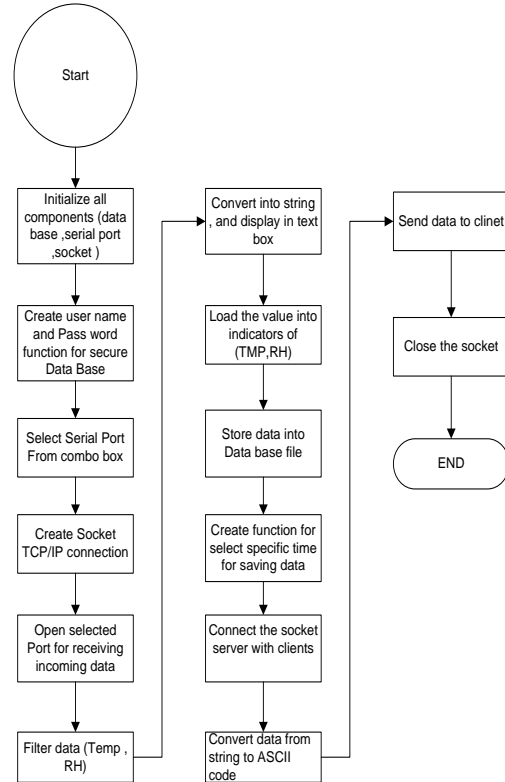 Start
Initialize all
components (data
base ,serial port
,socket )
Create user name
and Pass word
function for secure
Data Base
Select Serial Port
From combo box
Create Socket
TCP/IP connection
Open selected
Port for receiving
incoming data
Filter data (Temp ,
RH)
Convert into string
, and display in text
box
Load the value into
indicators of
(TMP,RH)
Store data into
Data base file
Create function for
select specific time
for saving data
Connect the socket
server with clients
Convert data from
string to ASCII
code
Send data to clinet
Close the socket
END